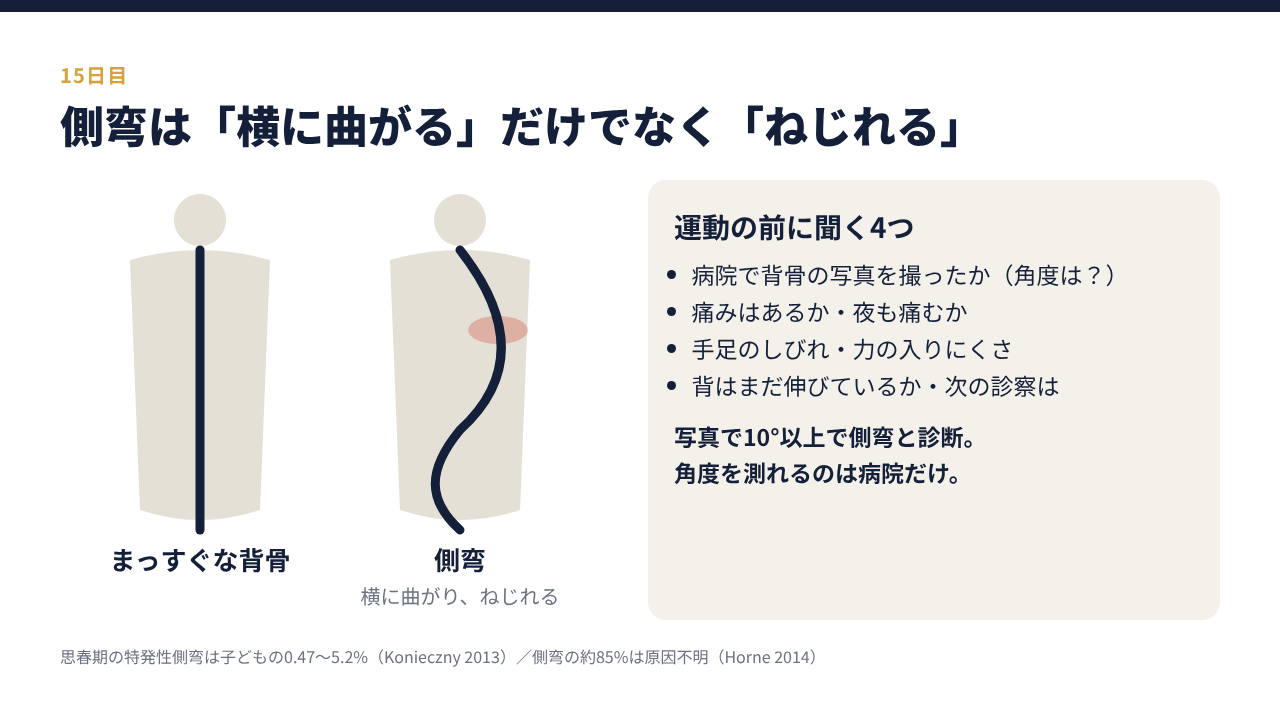 15日目
側弯は「横に曲がる」だけでなく「ねじれる」
まっすぐな背骨
側弯
横に曲がり、ねじれる
運動の前に聞く4つ
• 病院で背骨の写真を撮ったか（角度は？）
• 痛みはあるか・夜も痛むか
• 手足のしびれ・力の入りにくさ
• 背はまだ伸びているか・次の診察は
写真で10°以上で側弯と診断。
角度を測れるのは病院だけ。
思春期の特発性側弯は子どもの0.47〜5.2%（Konieczny 2013）／側弯の約85%は原因不明（Horne 2014）